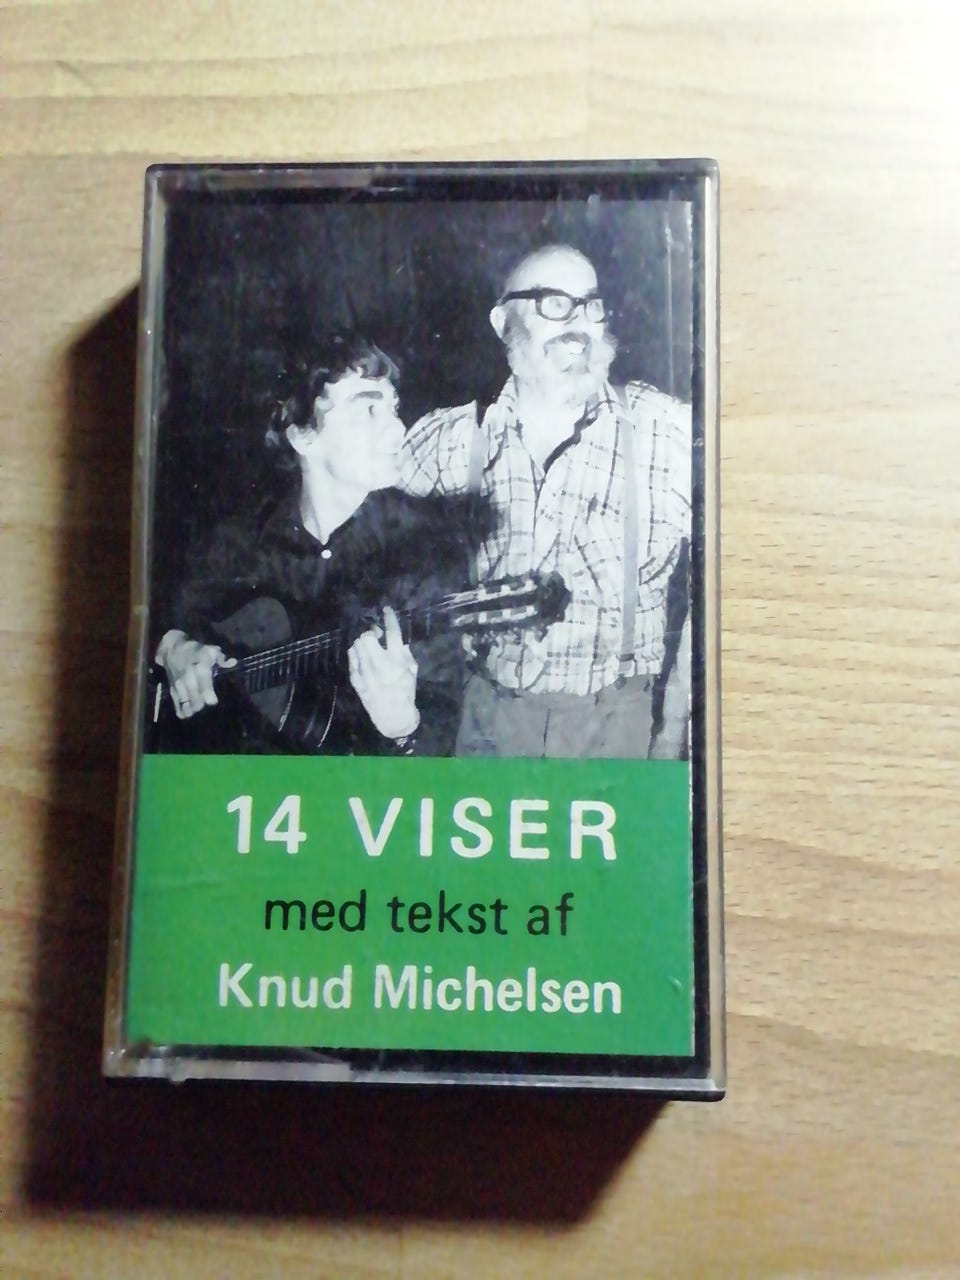 14 VISER
med tekst af
Knud Michelsen